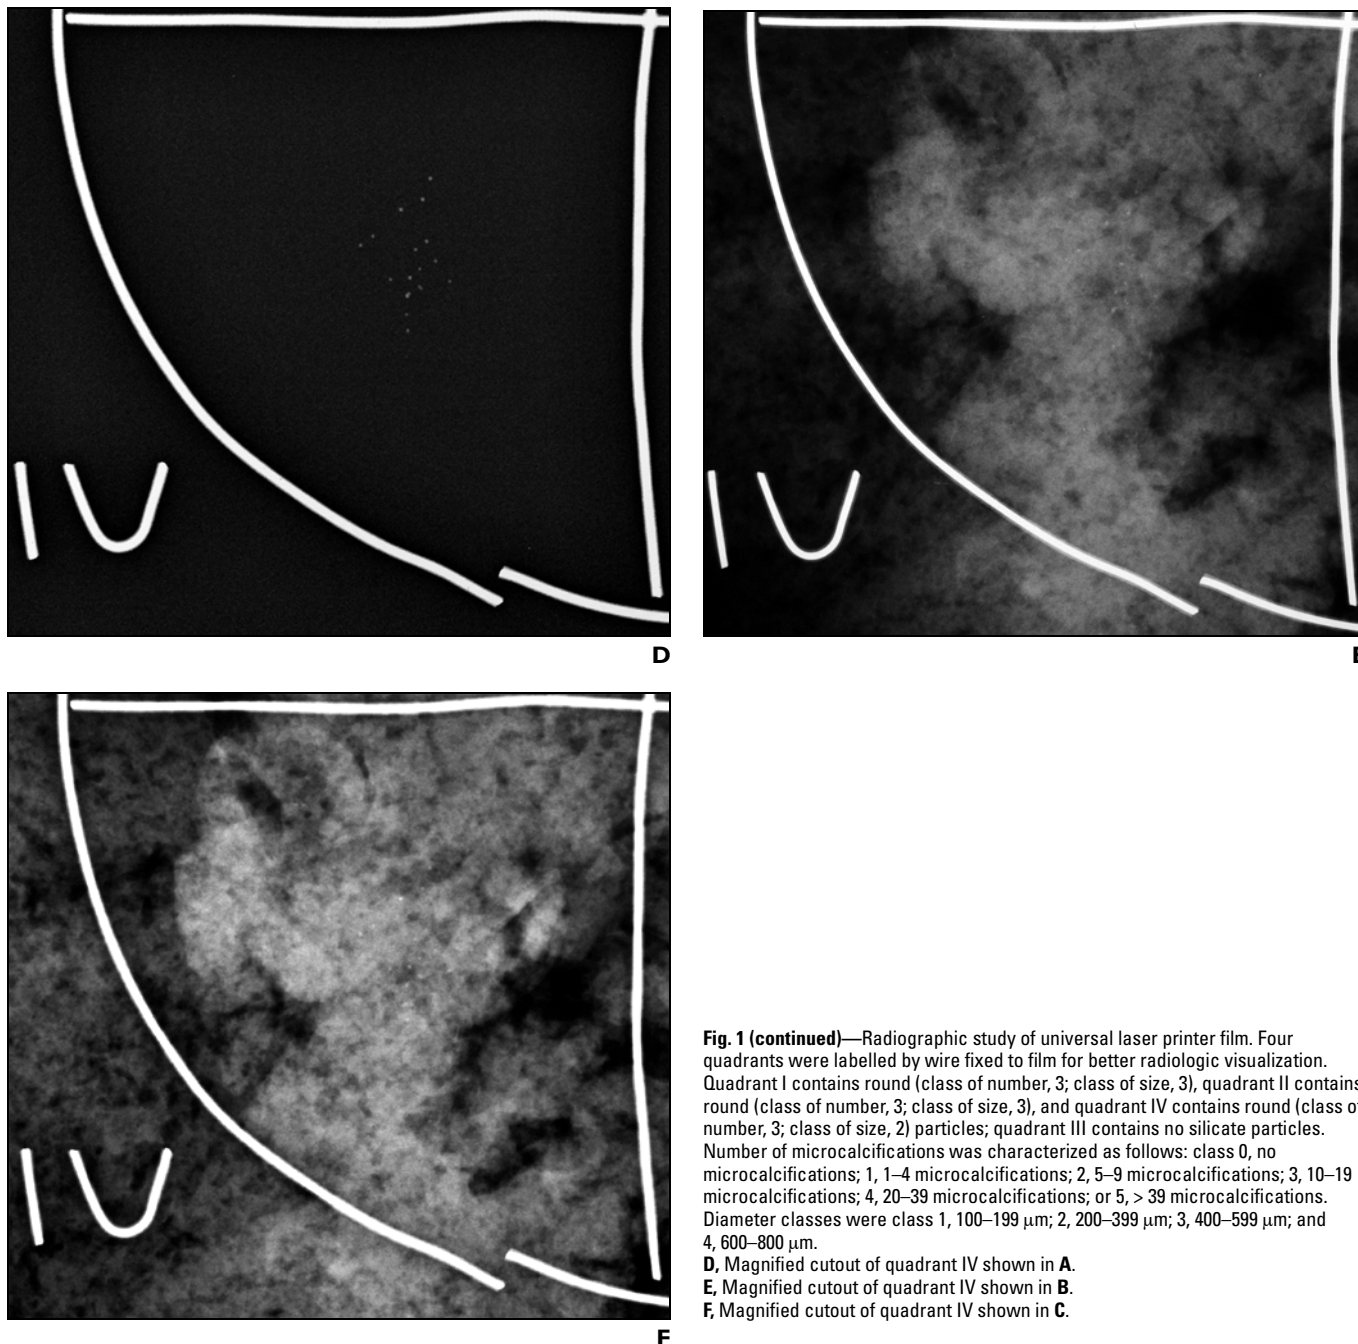 IV
D
IV
E
IV
F
Fig. 1 (continued)—Radiographic study of universal laser printer film. Four
quadrants were labelled by wire fixed to film for better radiologic visualization.
Quadrant I contains round (class of number, 3; class of size, 3), quadrant II contains
round (class of number, 3; class of size, 3), and quadrant IV contains round (class of
number, 3; class of size, 2) particles; quadrant III contains no silicate particles.
Number of microcalcifications was characterized as follows: class 0, no
microcalcifications; 1, 1–4 microcalcifications; 2, 5–9 microcalcifications; 3, 10–19
microcalcifications; 4, 20–39 microcalcifications; or 5, > 39 microcalcifications.
Diameter classes were class 1, 100–199 μm; 2, 200–399 μm; 3, 400–599 μm; and
4, 600–800 μm.
D, Magnified cutout of quadrant IV shown in A.
E, Magnified cutout of quadrant IV shown in B.
F, Magnified cutout of quadrant IV shown in C.